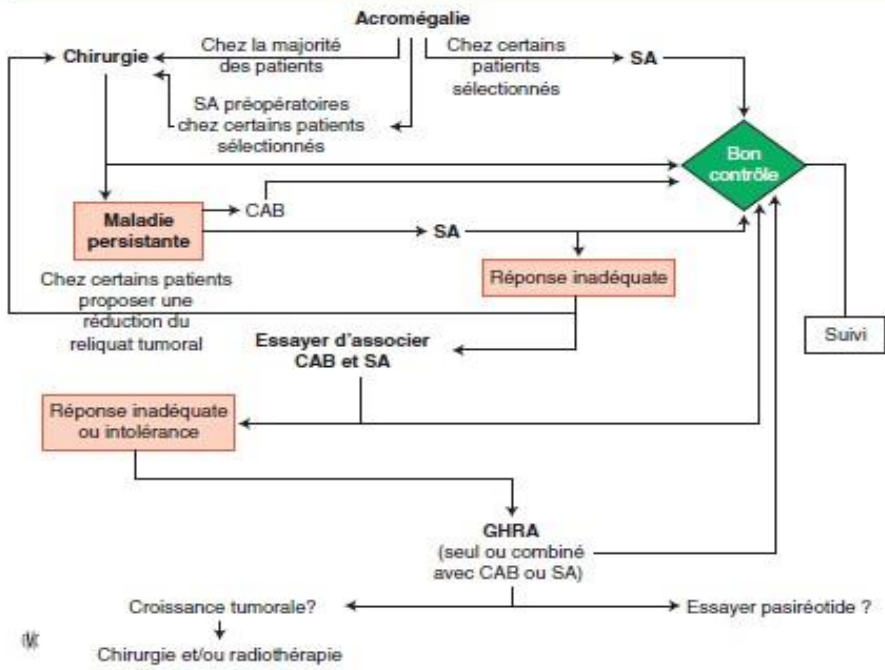 Acromégalie
Chirurgie
Chez la majorité
des patients
Chez certains
patients
sélectionnés
SA
SA préopératoires
chez certains patients
sélectionnés
Bon
contrôle
CAB
Maladie
persistante
SA
Chez certains patients
proposer une
réduction du
reliquat tumoral
Réponse inadéquate
Suivi
Essayer d'associer
CAB et SA
Réponse inadéquate
ou intolérance
GHRA
(seul ou combiné
avec CAB ou SA)
Croissance tumorale?
Essayer pasiréotide ?
Chirurgie et/ou radiothérapie